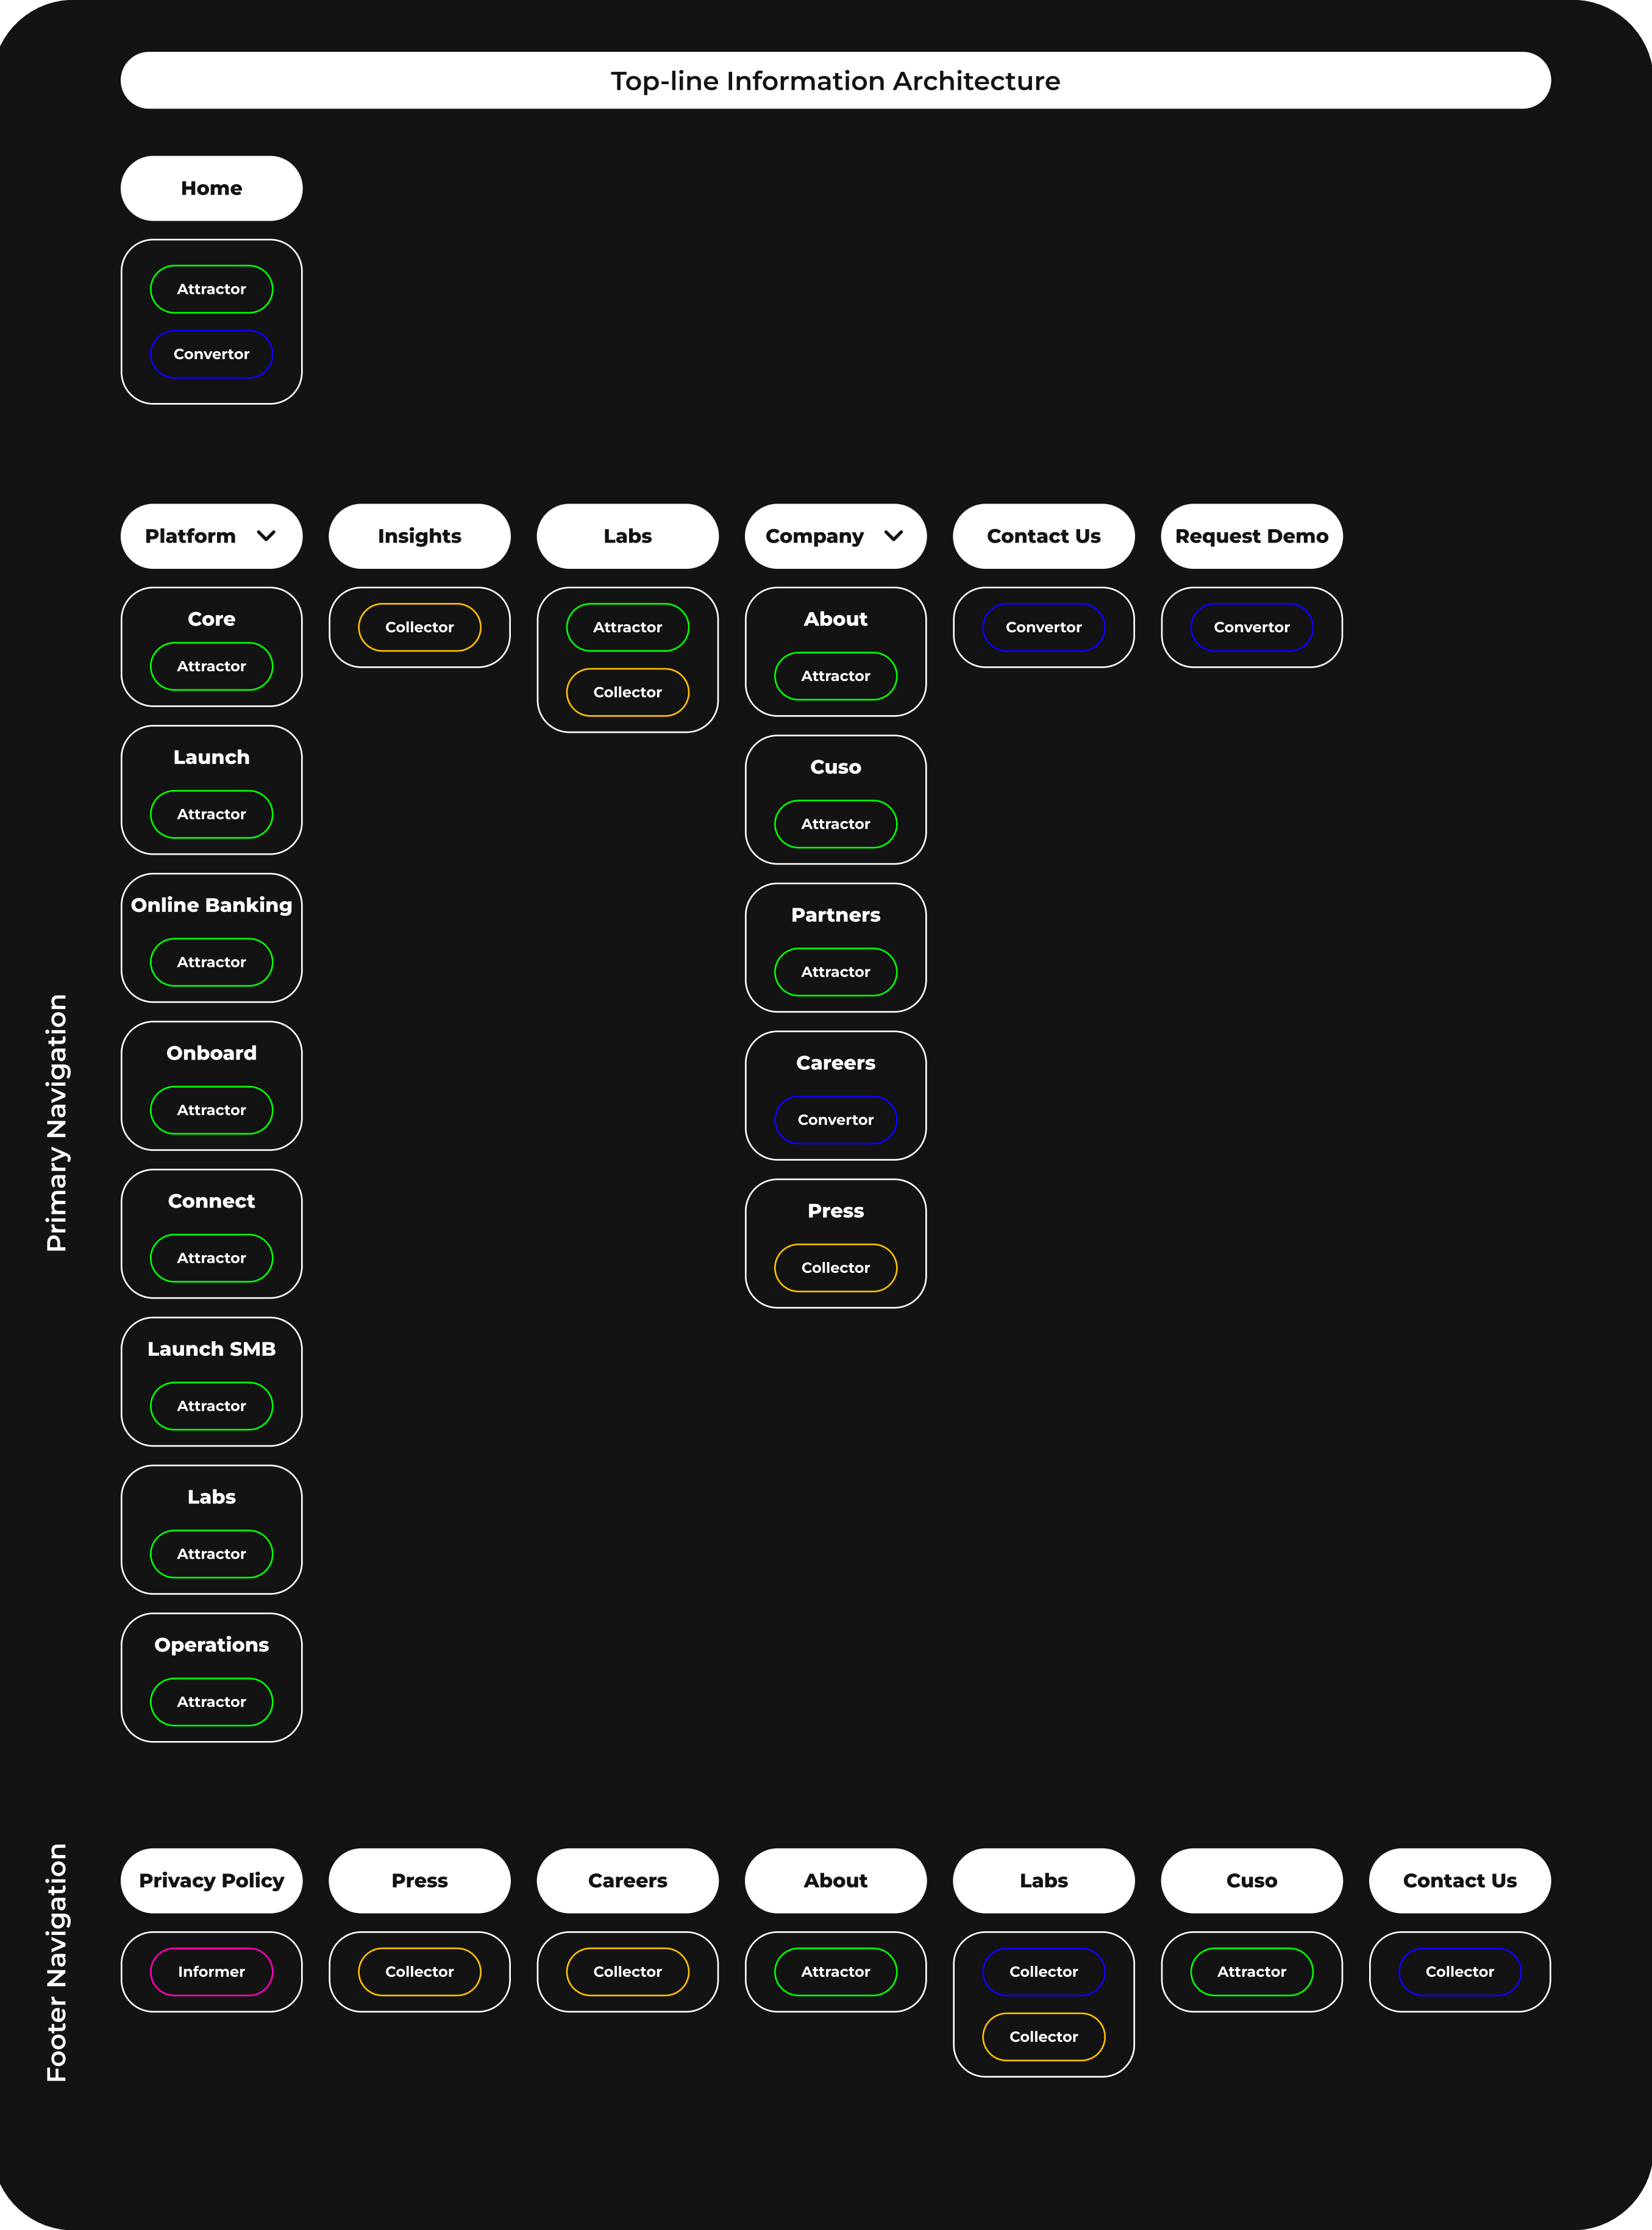 Top-line Information Architecture
Home
Attractor
Convertor
Primary Navigation
Platform
Core
Attractor
Launch
Attractor
Online Banking
Attractor
Onboard
Attractor
Connect
Attractor
Launch SMB
Attractor
Labs
Attractor
Operations
Attractor
Insights
Collector
Labs
Attractor
Collector
Company
About
Attractor
Cuso
Attractor
Partners
Attractor
Careers
Convertor
Press
Collector
Contact Us
Convertor
Request Demo
Convertor
Footer Navigation
Privacy Policy
Informer
Press
Collector
Careers
Collector
About
Attractor
Labs
Collector
Collector
Cuso
Attractor
Contact Us
Collector